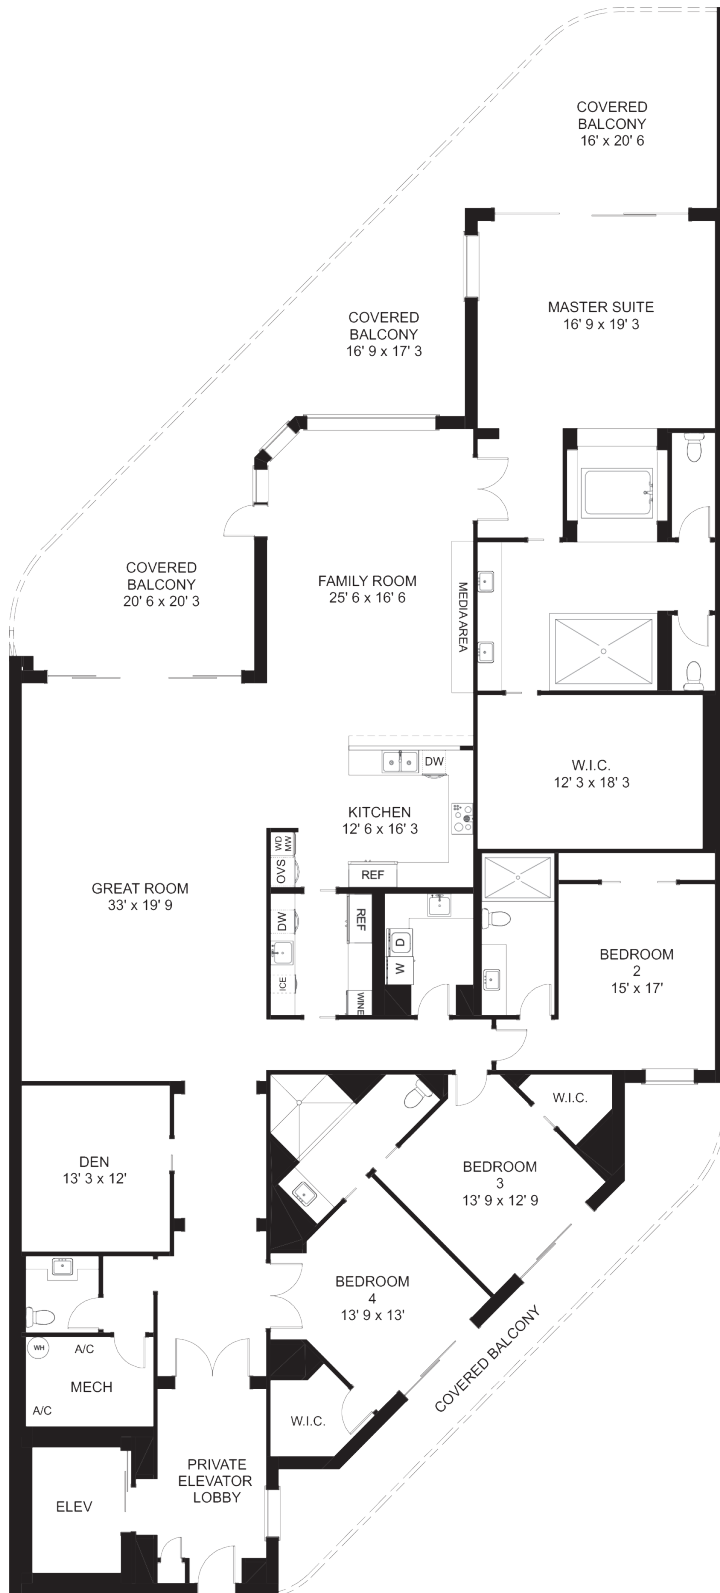 COVERED
BALCONY
16' x 20' 6
MASTER SUITE
16' 9 x 19' 3
COVERED
BALCONY
16' 9 x 17' 3
COVERED
BALCONY
20' 6 x 20' 3
FAMILY ROOM
25' 6 x 16' 6
MEDIA AREA
W.I.C.
12' 3 x 18' 3
DW
KITCHEN
12' 6 x 16' 3
WD
MW
OVS
REF
GREAT ROOM
33' x 19' 9
DW
REF
ICE
WINE
D
W
BEDROOM
2
15' x 17'
W.I.C.
DEN
13' 3 x 12'
BEDROOM
3
13' 9 x 12' 9
BEDROOM
4
13' 9 x 13'
COVERED BALCONY
WH
A/C
MECH
A/C
W.I.C.
PRIVATE
ELEVATOR
LOBBY
ELEV